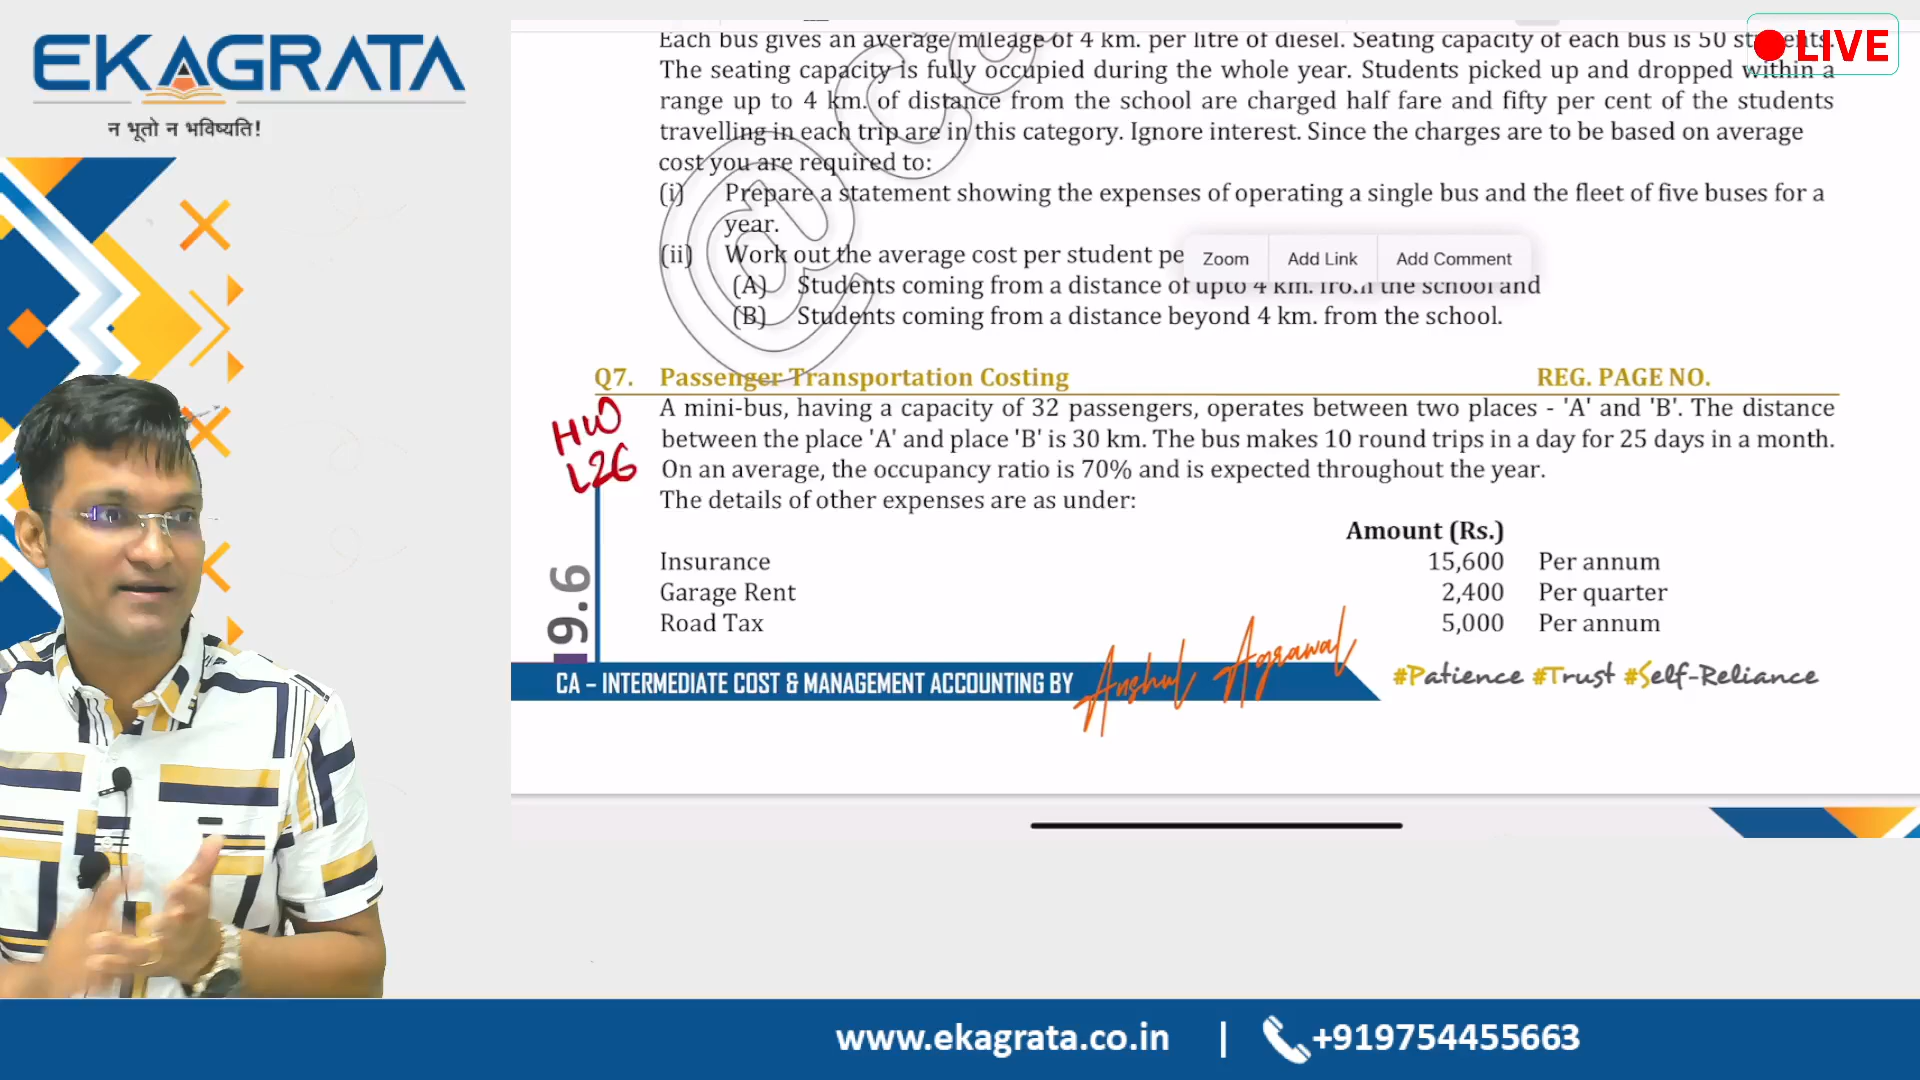 EKAGRATA
न भूतो न भविष्यति!
LIVE
Each bus gives an average mileage of 4 km. per litre of diesel. Seating capacity of each bus is 50 students.
The seating capacity is fully occupied during the whole year. Students picked up and dropped within a
range up to 4 km. of distance from the school are charged half fare and fifty per cent of the students
travelling in each trip are in this category. Ignore interest. Since the charges are to be based on average
cost you are required to:
(i) Prepare a statement showing the expenses of operating a single bus and the fleet of five buses for a
year.
(ii) Work out the average cost per student pe
Zoom Add Link Add Comment
(A) Students coming from a distance of upto 4 km. from the school and
(B) Students coming from a distance beyond 4 km. from the school.
Q7. Passenger Transportation Costing REG. PAGE NO.
HW
L26
A mini-bus, having a capacity of 32 passengers, operates between two places - 'A' and 'B'. The distance
between the place 'A' and place 'B' is 30 km. The bus makes 10 round trips in a day for 25 days in a month.
On an average, the occupancy ratio is 70% and is expected throughout the year.
The details of other expenses are as under:
Amount (Rs.)
Insurance 15,600 Per annum
Garage Rent 2,400 Per quarter
Road Tax 5,000 Per annum
19.6
CA – INTERMEDIATE COST & MANAGEMENT ACCOUNTING BY Anshul Agrawal
#Patience #Trust #Self-Reliance
www.ekagrata.co.in | +919754455663